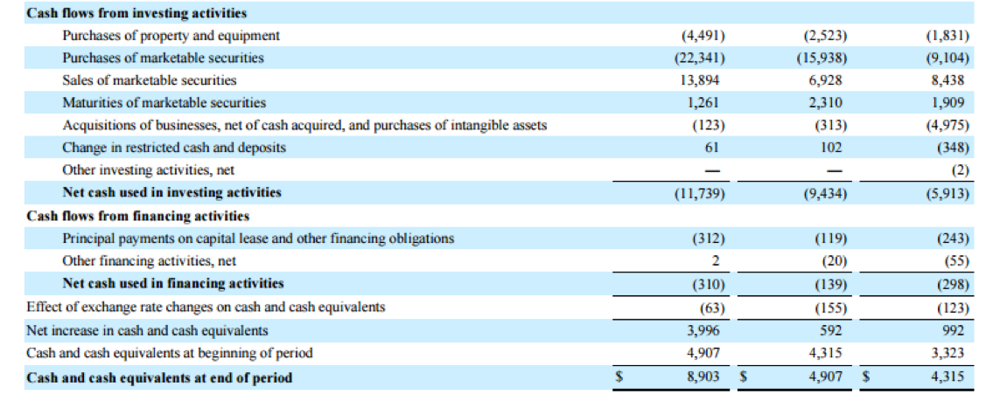 Cash flows from investing activities
Purchases of property and equipment (4,491) (2,523) (1,831)
Purchases of marketable securities (22,341) (15,938) (9,104)
Sales of marketable securities 13,894 6,928 8,438
Maturities of marketable securities 1,261 2,310 1,909
Acquisitions of businesses, net of cash acquired, and purchases of intangible assets (123) (313) (4,975)
Change in restricted cash and deposits 61 102 (348)
Other investing activities, net — — (2)
Net cash used in investing activities (11,739) (9,434) (5,913)
Cash flows from financing activities
Principal payments on capital lease and other financing obligations (312) (119) (243)
Other financing activities, net 2 (20) (55)
Net cash used in financing activities (310) (139) (298)
Effect of exchange rate changes on cash and cash equivalents (63) (155) (123)
Net increase in cash and cash equivalents 3,996 592 992
Cash and cash equivalents at beginning of period 4,907 4,315 3,323
Cash and cash equivalents at end of period $ 8,903 $ 4,907 $ 4,315